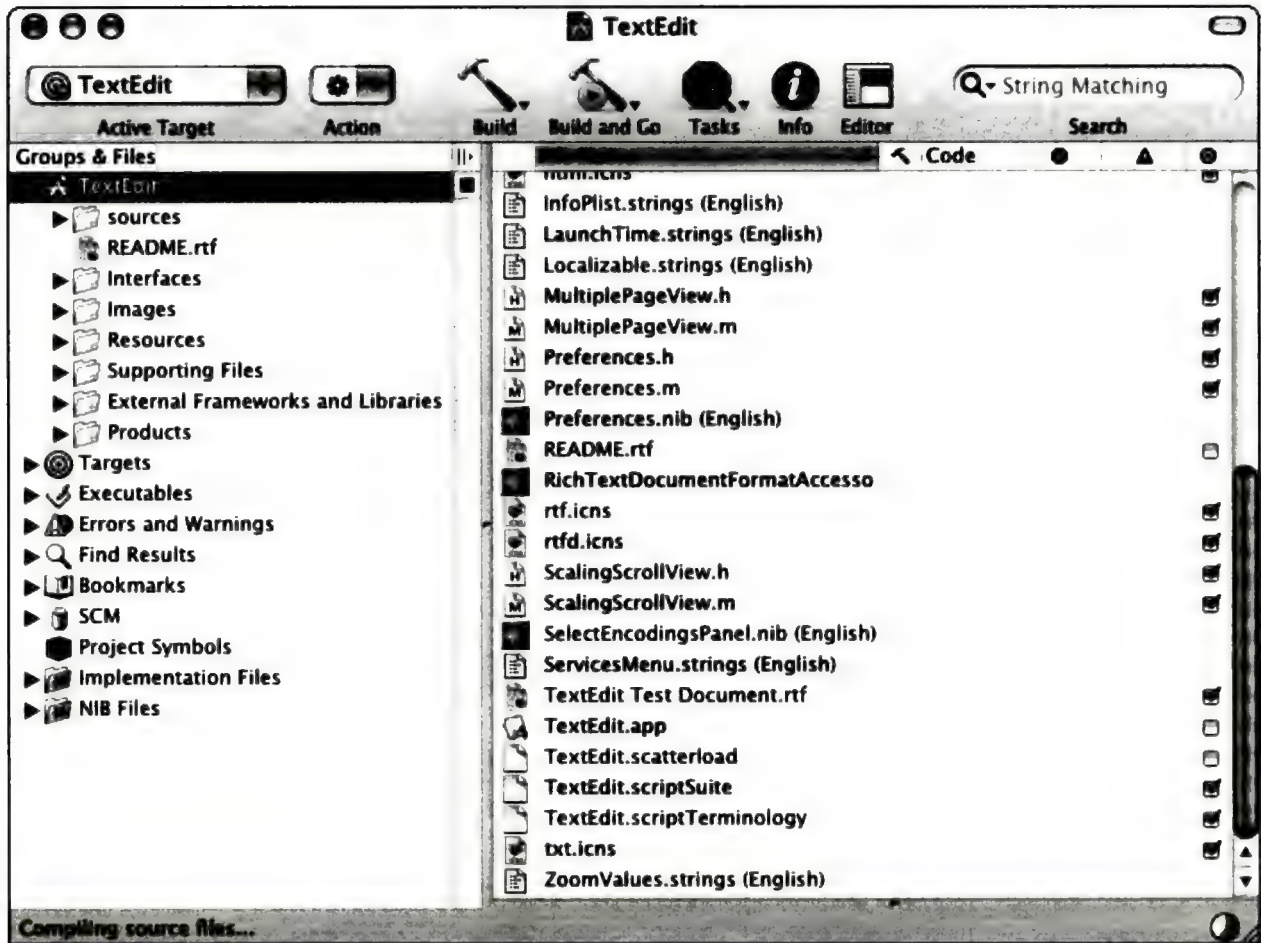 TextEdit
TextEdit
String Matching
Active Target
Action
Build
Build and Go
Tasks
Info
Editor
Search
Groups & Files
Code
TextEdit
sources
README.rtf
Interfaces
Images
Resources
Supporting Files
External Frameworks and Libraries
Products
Targets
Executables
Errors and Warnings
Find Results
Bookmarks
SCM
Project Symbols
Implementation Files
NIB Files
html.icns
InfoPlist.strings (English)
LaunchTime.strings (English)
Localizable.strings (English)
MultiplePageView.h
MultiplePageView.m
Preferences.h
Preferences.m
Preferences.nib (English)
README.rtf
RichTextDocumentFormatAccesso
rtf.icns
rtfd.icns
ScalingScrollView.h
ScalingScrollView.m
SelectEncodingsPanel.nib (English)
ServicesMenu.strings (English)
TextEdit Test Document.rtf
TextEdit.app
TextEdit.scatterload
TextEdit.scriptSuite
TextEdit.scriptTerminology
txt.icns
ZoomValues.strings (English)
Compiling source files...